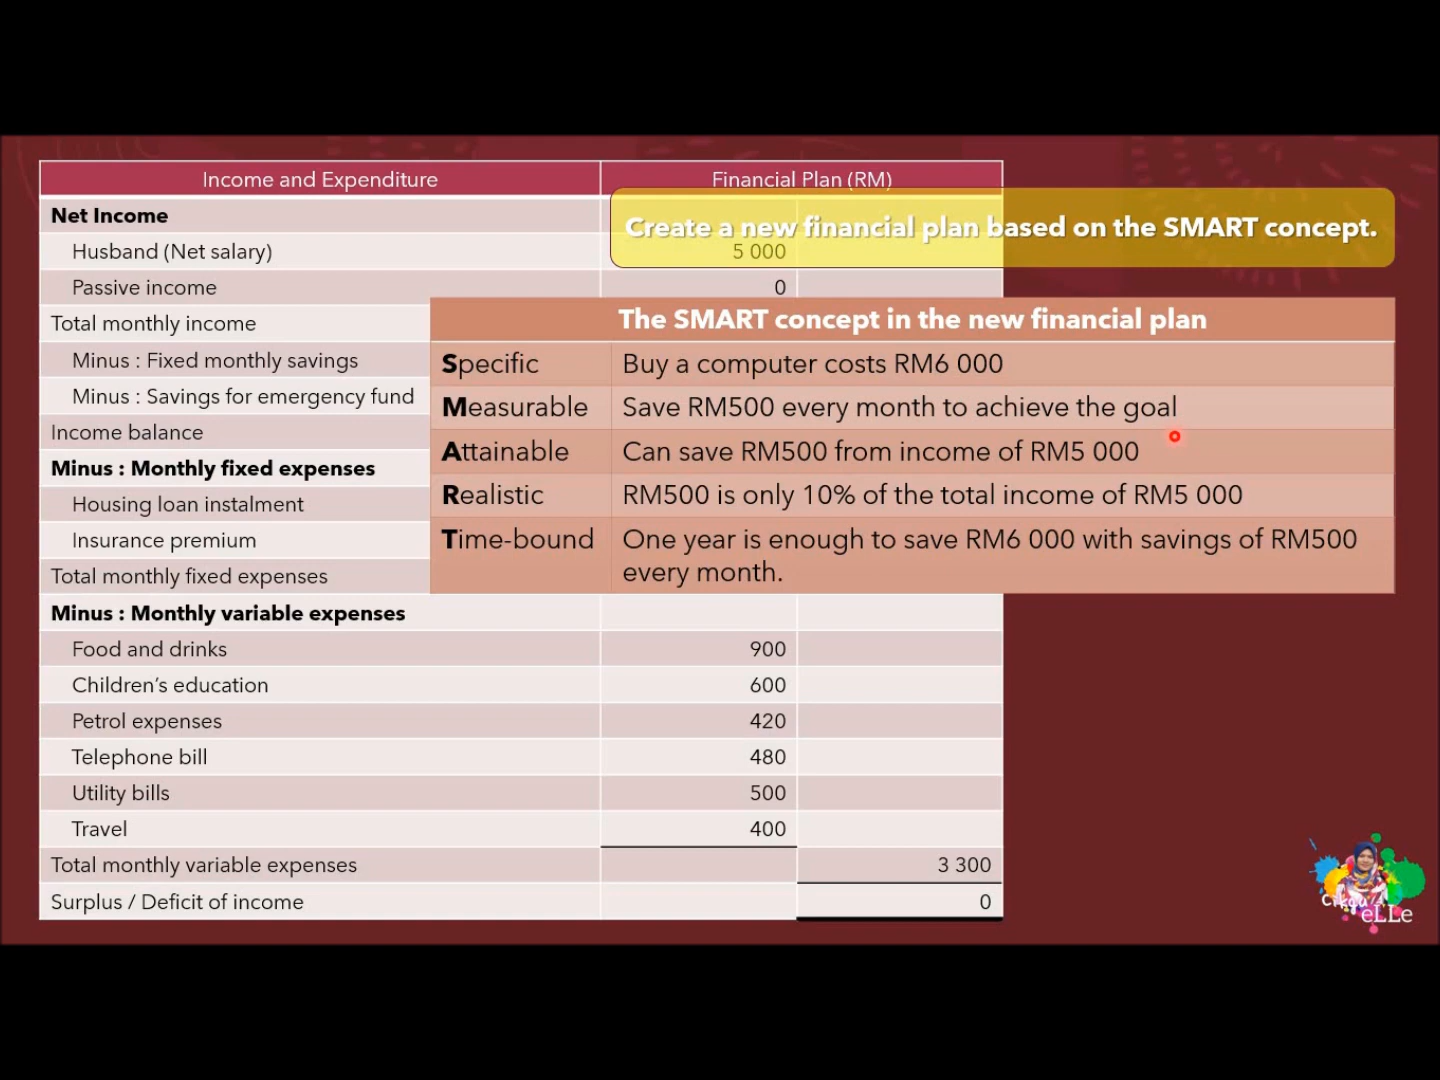 Income and Expenditure Financial Plan (RM)
Net Income
Create a new financial plan based on the SMART concept.
Husband (Net salary) 5 000
Passive income 0
Total monthly income
Minus : Fixed monthly savings
Minus : Savings for emergency fund
Income balance
Minus : Monthly fixed expenses
Housing loan instalment
Insurance premium
Total monthly fixed expenses
The SMART concept in the new financial plan
Specific Buy a computer costs RM6 000
Measurable Save RM500 every month to achieve the goal
Attainable Can save RM500 from income of RM5 000
Realistic RM500 is only 10% of the total income of RM5 000
Time-bound One year is enough to save RM6 000 with savings of RM500
every month.
Minus : Monthly variable expenses
Food and drinks 900
Children's education 600
Petrol expenses 420
Telephone bill 480
Utility bills 500
Travel 400
Total monthly variable expenses 3 300
Surplus / Deficit of income 0
Cikgu
eLLe